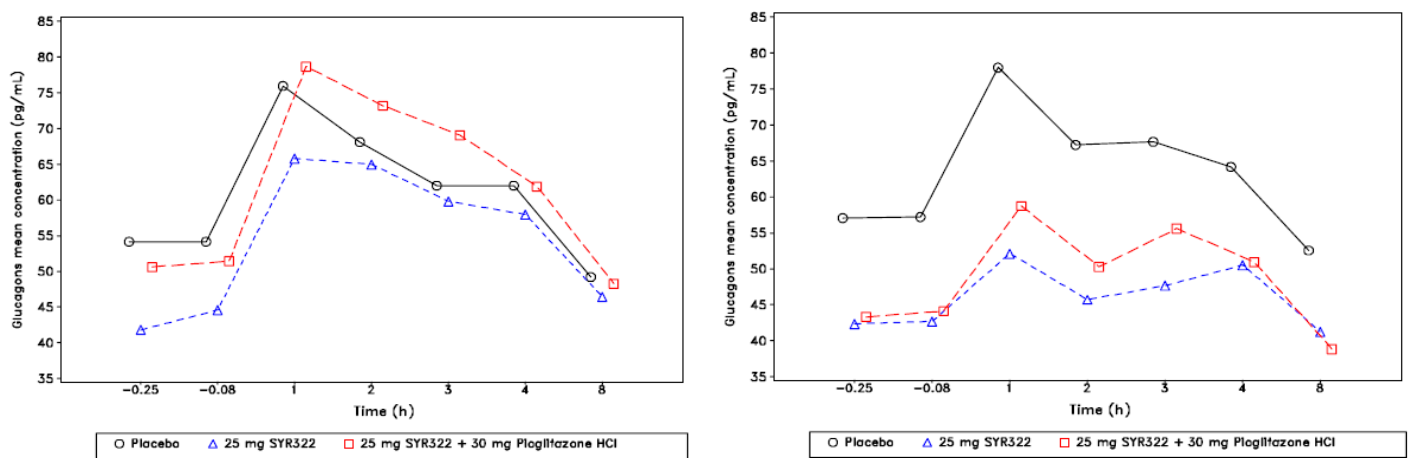 Glucagons mean concentration (pg/mL)
85
80
75
70
65
60
55
50
45
40
35
-0.25 -0.08 1 2 3 4 8
Time (h)
Placebo 25 mg SYR322 25 mg SYR322 + 30 mg Pioglitazone HCl
Glucagons mean concentration (pg/mL)
85
80
75
70
65
60
55
50
45
40
35
-0.25 -0.08 1 2 3 4 8
Time (h)
Placebo 25 mg SYR322 25 mg SYR322 + 30 mg Pioglitazone HCl